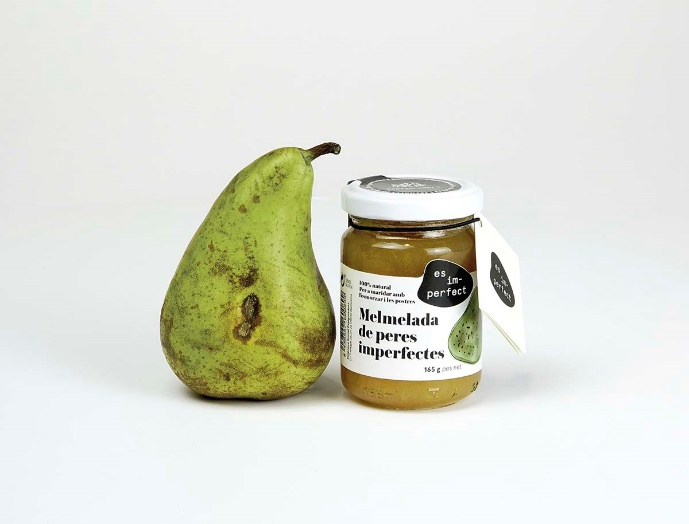 100% natural
Per a maridar amb
l'esmorzar i les postres
es
im-
perfect
Melmelada
de peres
imperfectes
165 g pes net
es
im-
perfect